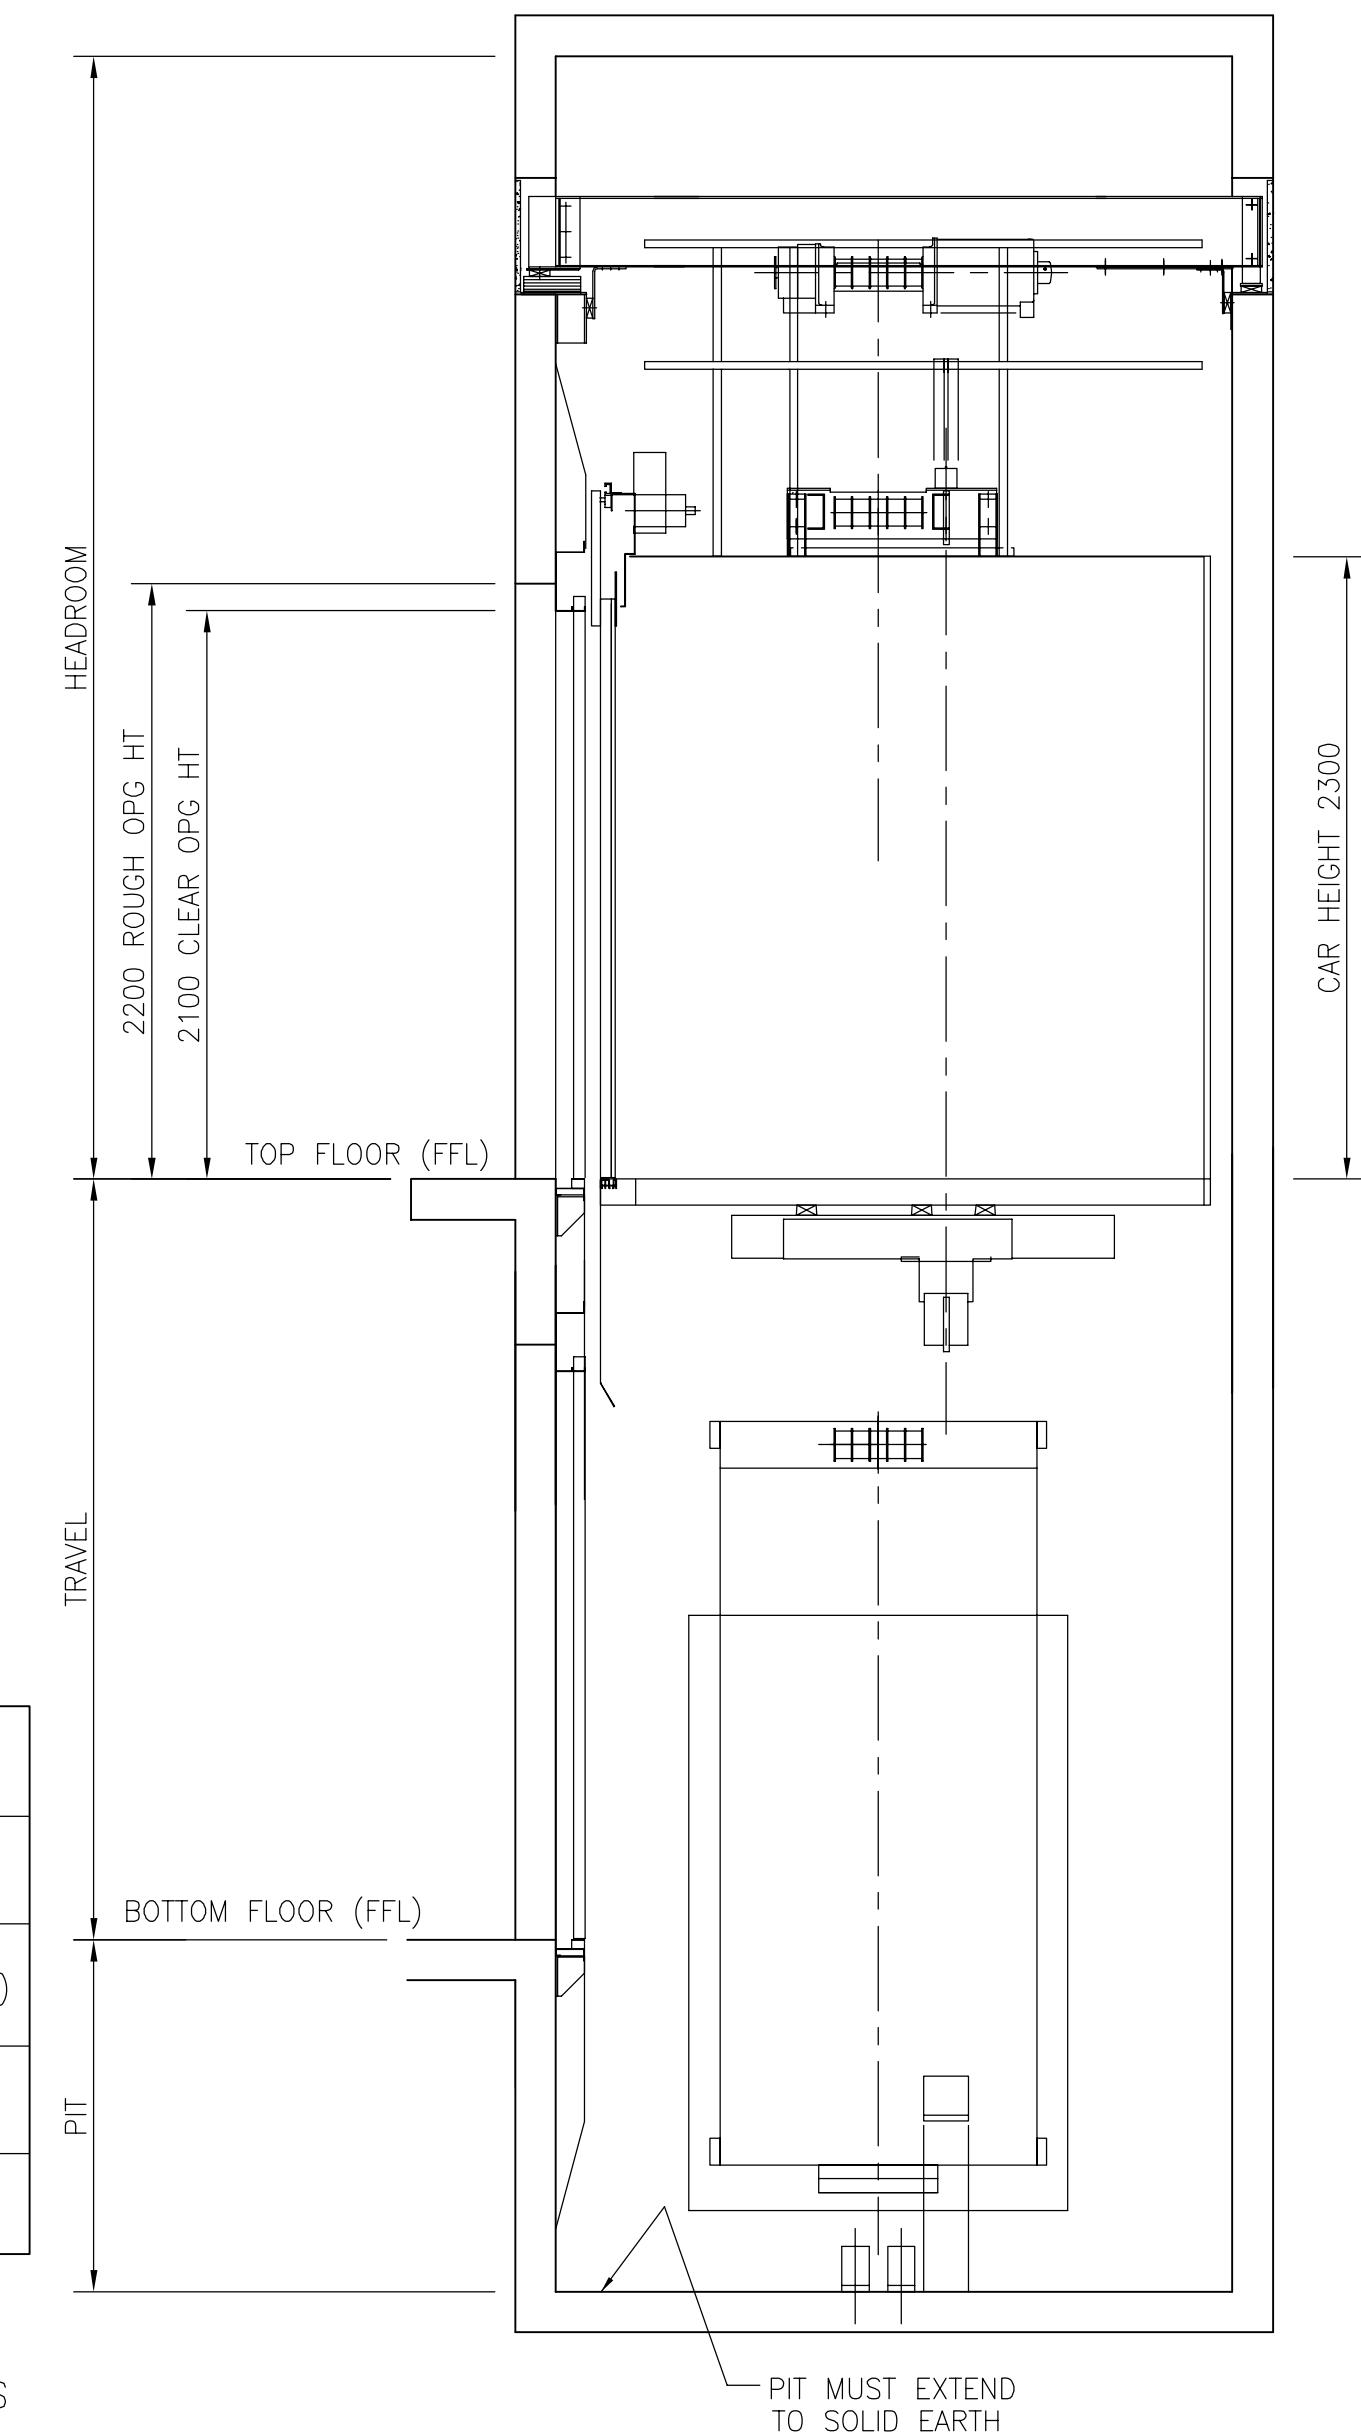 HEADROOM
2200 ROUGH OPG HT
2100 CLEAR OPG HT
CAR HEIGHT 2300
TOP FLOOR (FFL)
TRAVEL
BOTTOM FLOOR (FFL)
)
PIT
S
PIT MUST EXTEND
TO SOLID EARTH